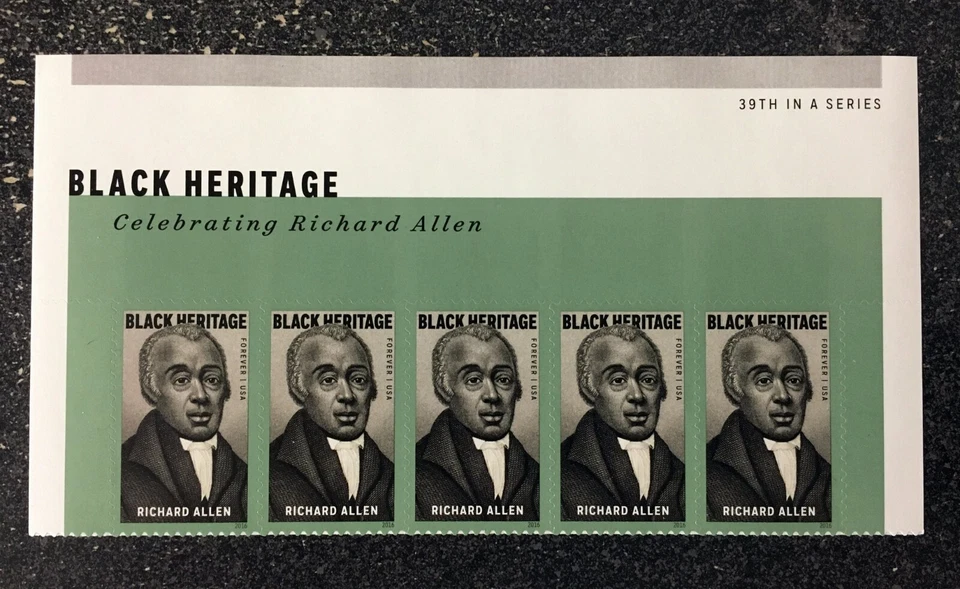 39TH IN A SERIES
BLACK HERITAGE
Celebrating Richard Allen
BLACK HERITAGE
FOREVER | USA
RICHARD ALLEN
2016
BLACK HERITAGE
FOREVER | USA
RICHARD ALLEN
2016
BLACK HERITAGE
FOREVER | USA
RICHARD ALLEN
2016
BLACK HERITAGE
FOREVER | USA
RICHARD ALLEN
2016
BLACK HERITAGE
FOREVER | USA
RICHARD ALLEN
2016